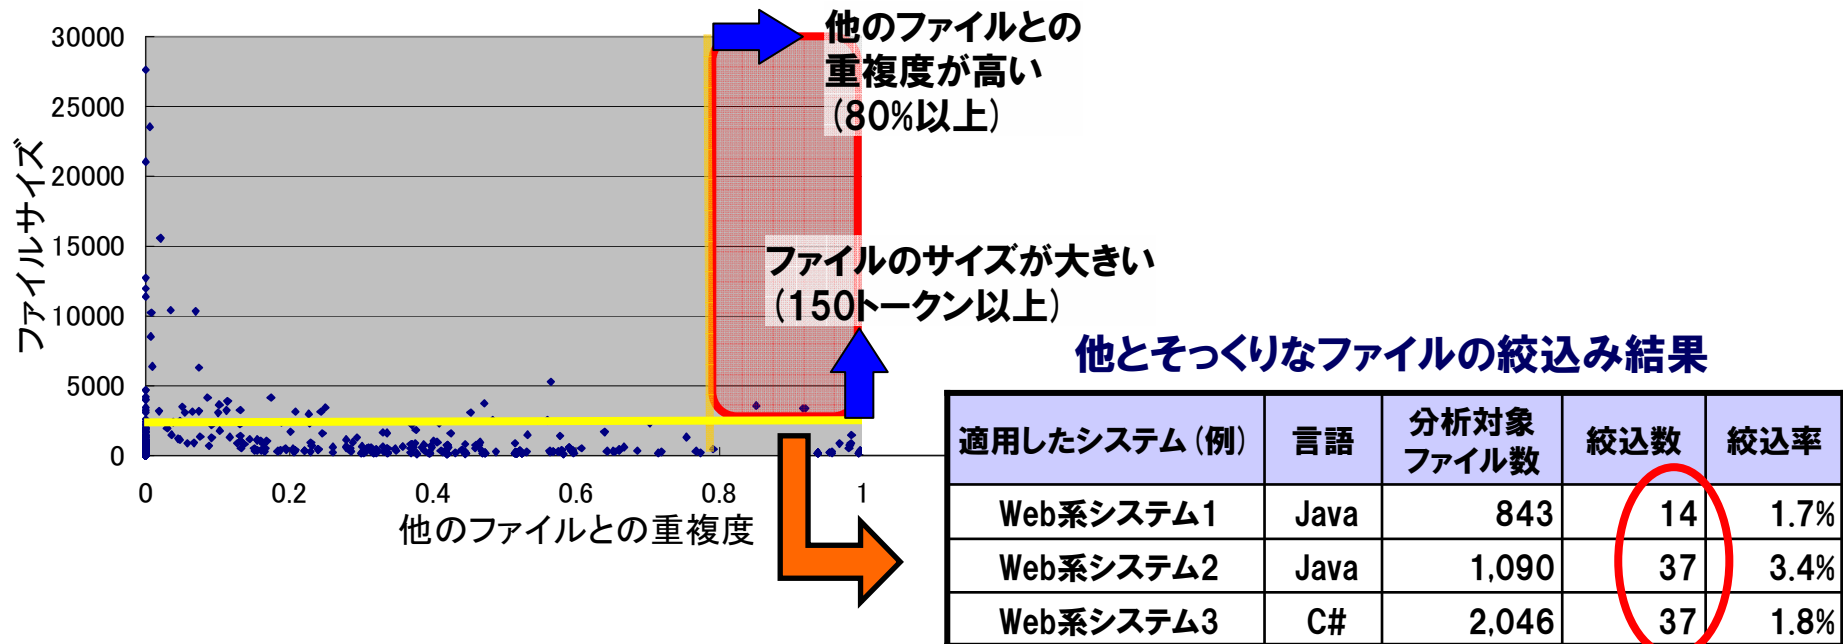 30000
25000
20000
15000
10000
5000
0
ファイルサイズ
0
0.2
0.4
0.6
0.8
1
他のファイルとの重複度
他のファイルとの
重複度が高い
(80%以上)
ファイルのサイズが大きい
(150トークン以上)
他とそっくりなファイルの絞込み結果
適用したシステム(例) 言語 分析対象ファイル数 絞込数 絞込率
Web系システム1 Java 843 14 1.7%
Web系システム2 Java 1,090 37 3.4%
Web系システム3 C# 2,046 37 1.8%